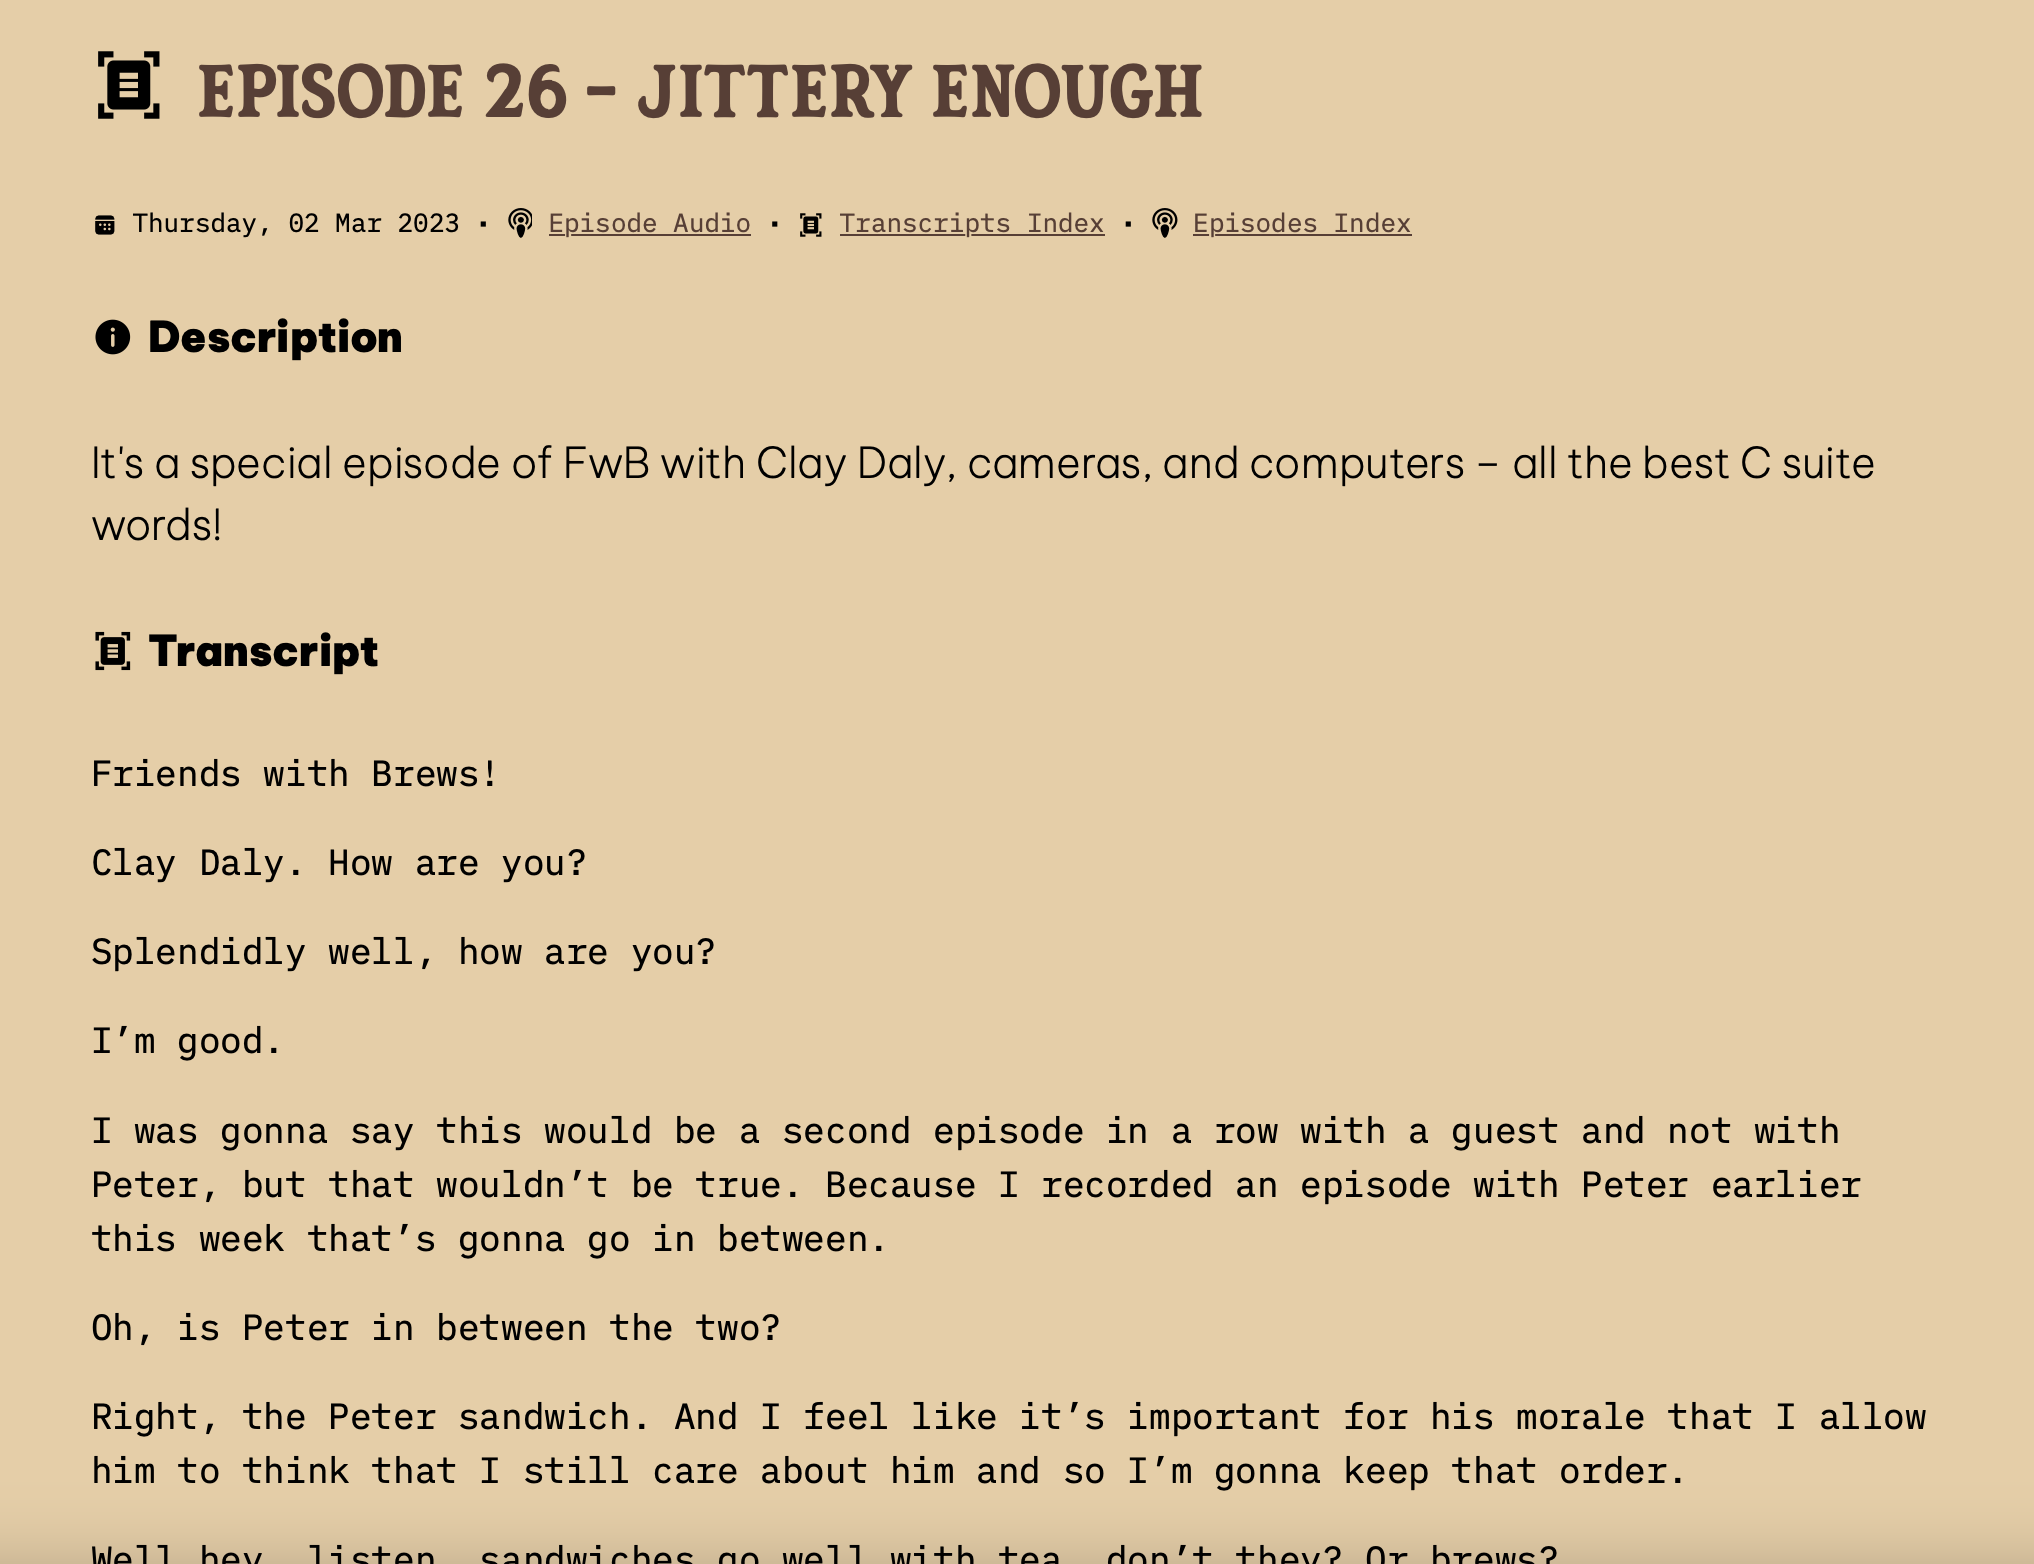 EPISODE 26 – JITTERY ENOUGH
Thursday, 02 Mar 2023 · Episode Audio · Transcripts Index · Episodes Index
Description
It's a special episode of FwB with Clay Daly, cameras, and computers – all the best C suite
words!
Transcript
Friends with Brews!
Clay Daly. How are you?
Splendidly well, how are you?
I’m good.
I was gonna say this would be a second episode in a row with a guest and not with
Peter, but that wouldn’t be true. Because I recorded an episode with Peter earlier
this week that’s gonna go in between.
Oh, is Peter in between the two?
Right, the Peter sandwich. And I feel like it’s important for his morale that I allow
him to think that I still care about him and so I’m gonna keep that order.
Well hey, listen, sandwiches go well with tea, don’t they? Or brews?